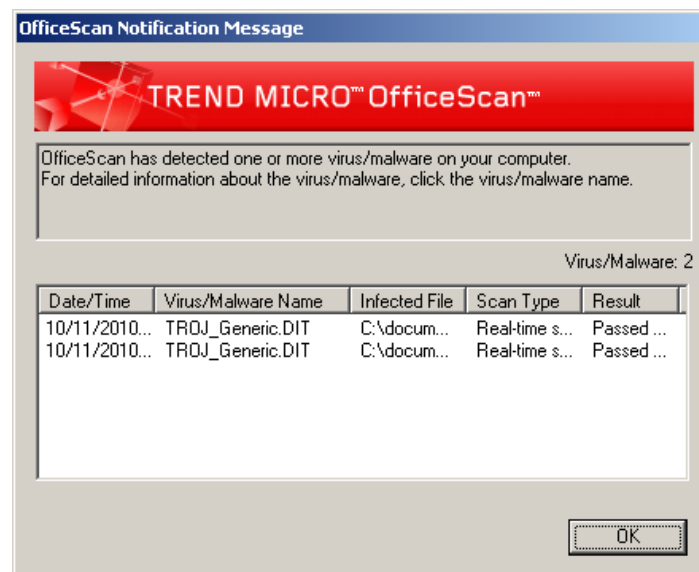 OfficeScan Notification Message
TREND MICRO™ OfficeScan™
OfficeScan has detected one or more virus/malware on your computer.
For detailed information about the virus/malware, click the virus/malware name.
Virus/Malware: 2
Date/Time Virus/Malware Name Infected File Scan Type Result
10/11/2010... TROJ_Generic.DIT C:\docum... Real-time s... Passed ...
10/11/2010... TROJ_Generic.DIT C:\docum... Real-time s... Passed ...
OK